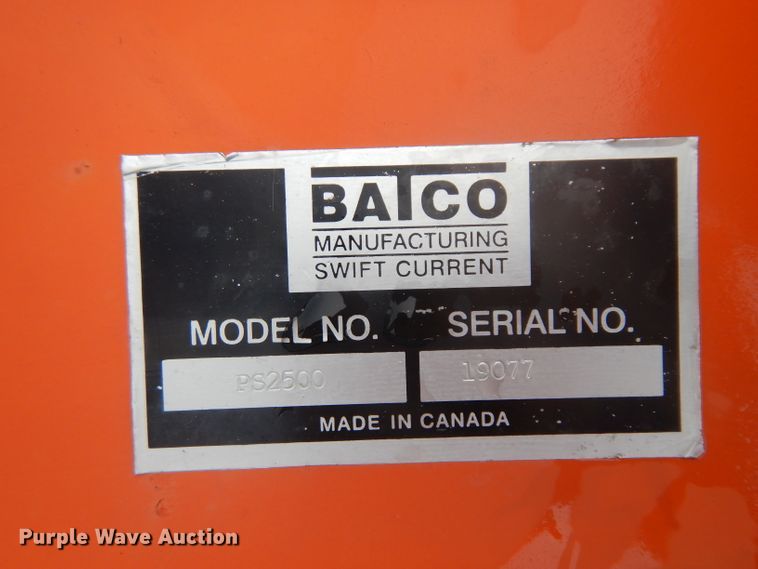 BATCO
MANUFACTURING
SWIFT CURRENT
MODEL NO. SERIAL NO.
PS2500 19077
MADE IN CANADA
Purple Wave Auction